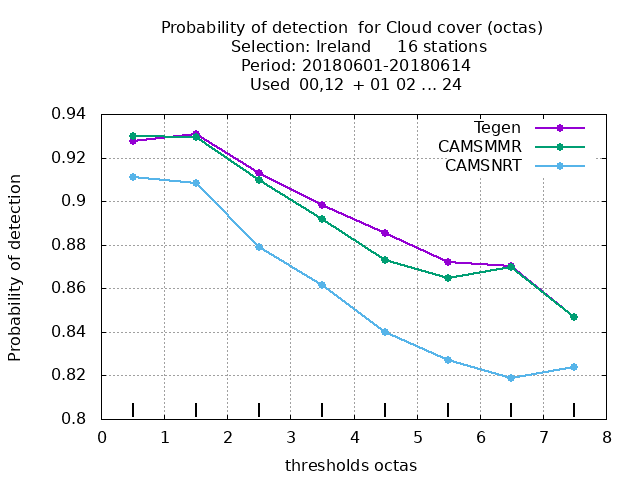 Probability of detection  for Cloud cover (octas)
Selection: Ireland     16 stations
Period: 20180601-20180614
Used  00,12  + 01 02 ... 24
0.94
0.92
0.9
0.88
0.86
0.84
0.82
0.8
Probability of detection
Tegen
CAMSMMR
CAMSNRT
0 1 2 3 4 5 6 7 8
thresholds octas